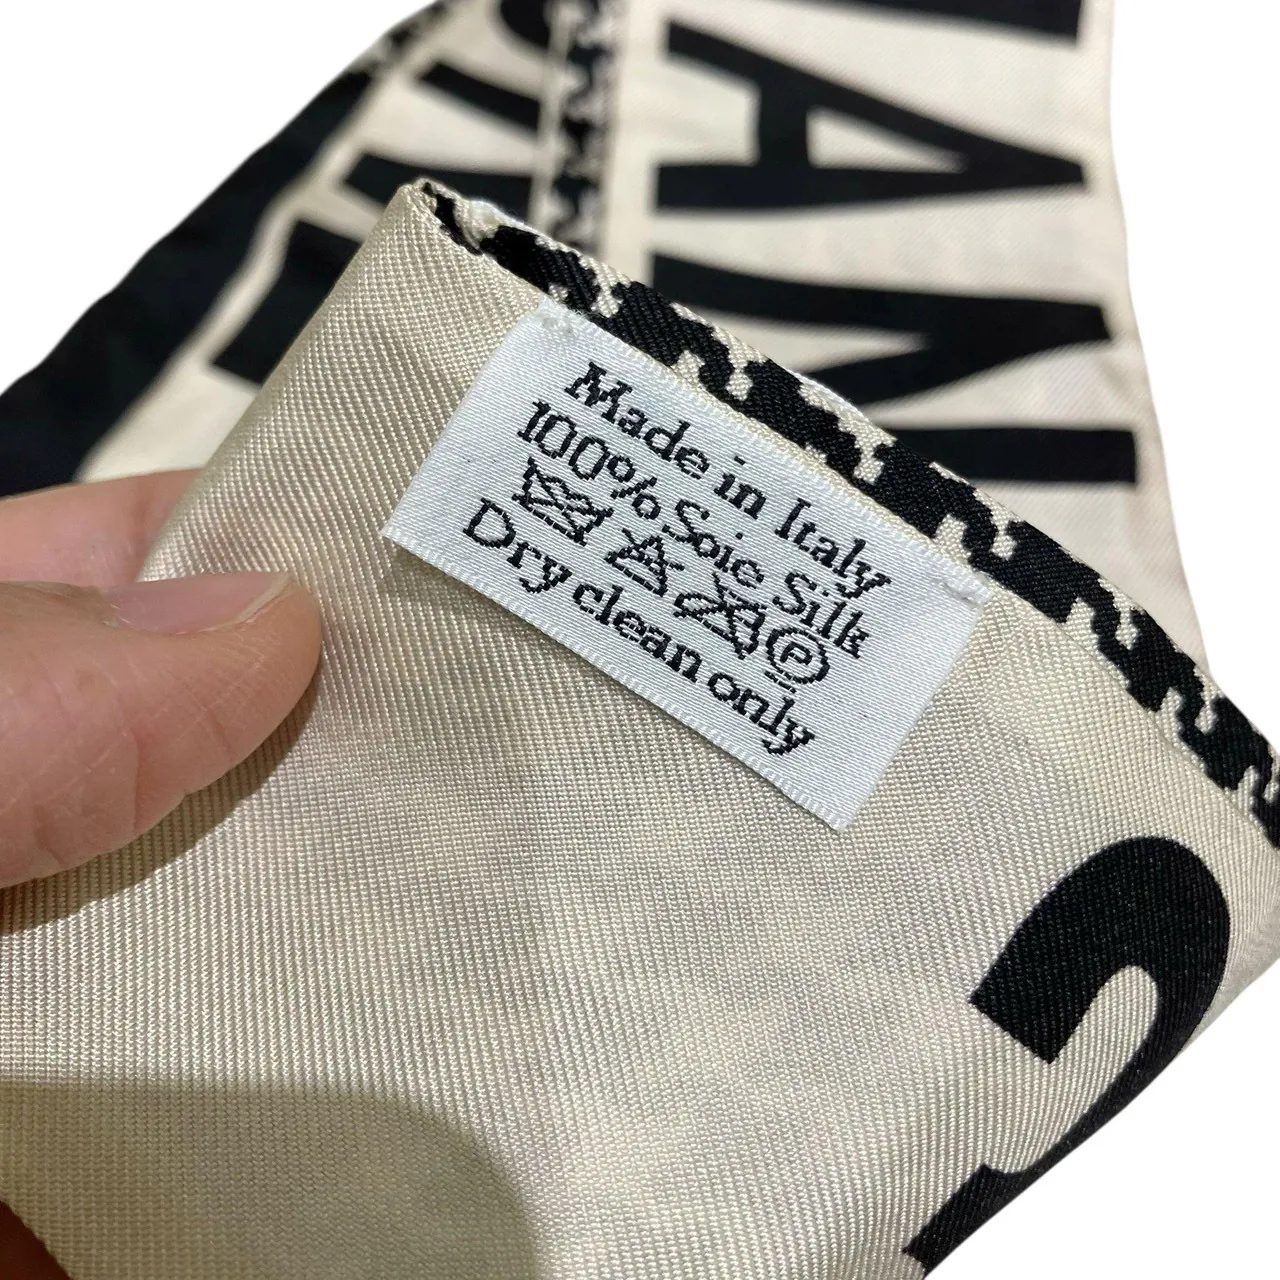 Made in Italy
100% Soie Silk
P
Dry clean only